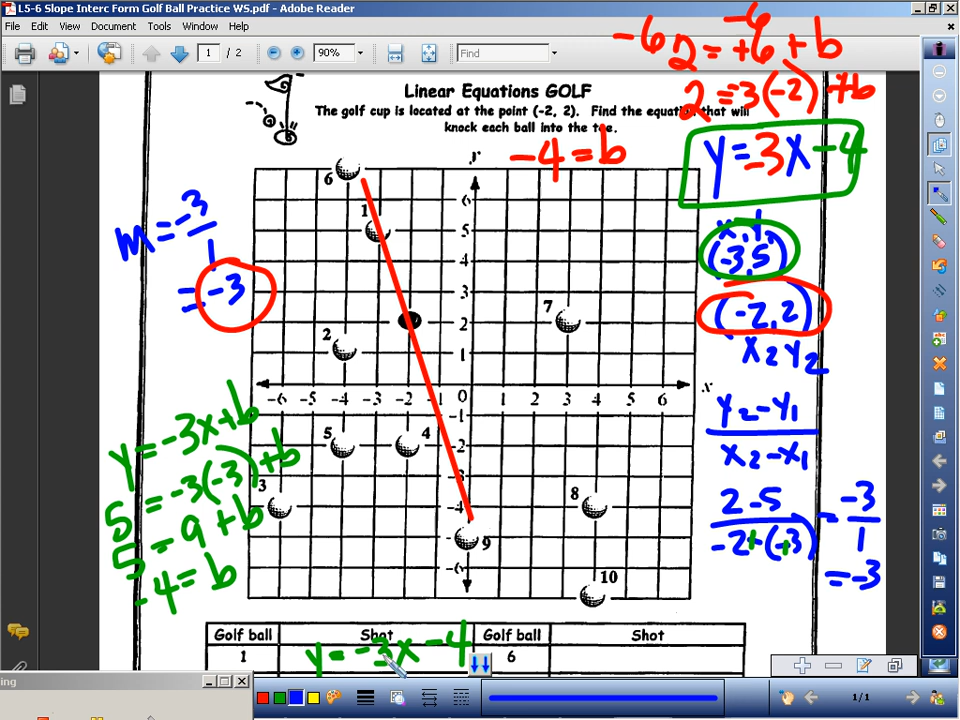 L5-6 Slope Interc Form Golf Ball Practice WS.pdf - Adobe Reader
File Edit View Document Tools Window Help
1 / 2 90% Find
-6 -6
2 = +6 + b
2 = -3(-2) + b
-4 = b
y = -3x - 4
Linear Equations GOLF
The golf cup is located at the point (-2, 2). Find the equation that will
knock each ball into the tee.
m = -3/1
= -3
x, y,
(-3, 5)
(-2, 2)
x2 y2
y2 - y1
x2 - x1
2 - 5
-2 + (+3)
= -3/1
= -3
y
6
5
4
3
2
1
-6 -5 -4 -3 -2 -1 0 1 2 3 4 5 6 x
-1
-2
-3
-4
-6
6
1
7
2
5
4
3
8
9
10
y = -3x + b
5 = -3(-3) + b
5 = 9 + b
-4 = b
Golf ball Shot Golf ball Shot
1 y = -3x - 4 6
ing
1/1